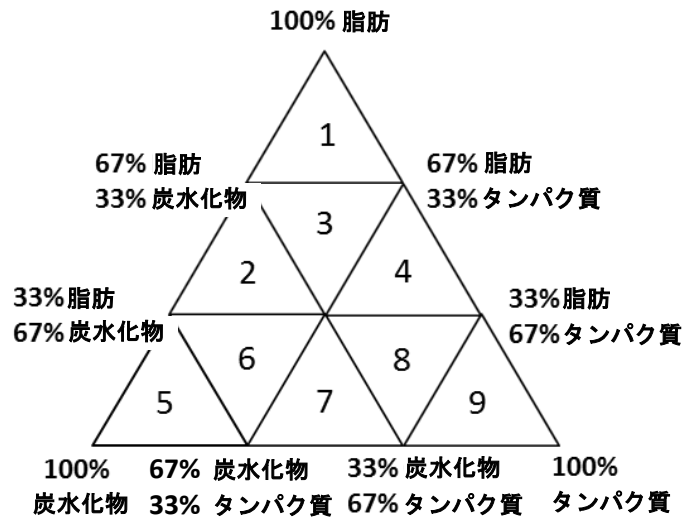 100% 脂肪
1
67% 脂肪
33% 炭水化物
67% 脂肪
33% タンパク質
3
2
4
33% 脂肪
67% 炭水化物
33% 脂肪
67% タンパク質
6
8
5
7
9
100%
炭水化物
67% 炭水化物
33% タンパク質
33% 炭水化物
67% タンパク質
100%
タンパク質